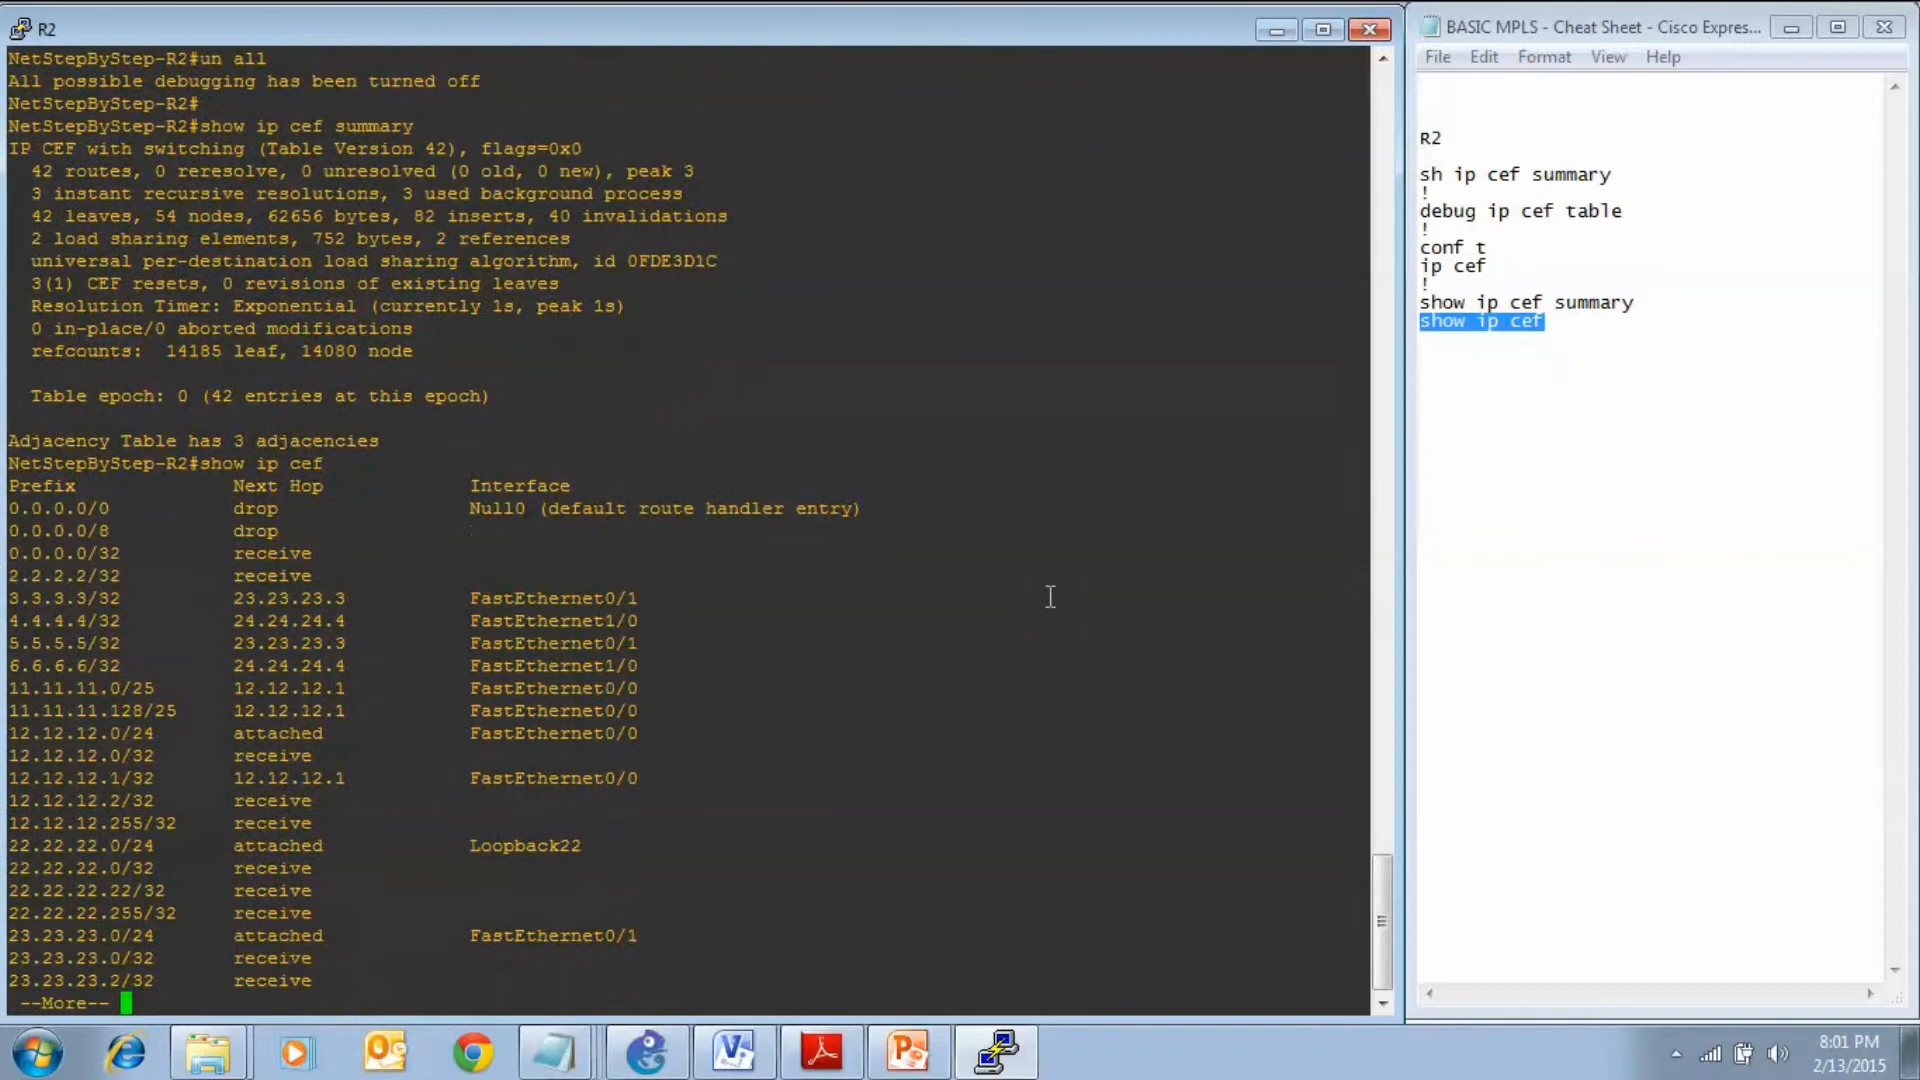 R2
NetStepByStep-R2#un all
All possible debugging has been turned off
NetStepByStep-R2#
NetStepByStep-R2#show ip cef summary
IP CEF with switching (Table Version 42), flags=0x0
42 routes, 0 reresolve, 0 unresolved (0 old, 0 new), peak 3
3 instant recursive resolutions, 3 used background process
42 leaves, 54 nodes, 62656 bytes, 82 inserts, 40 invalidations
2 load sharing elements, 752 bytes, 2 references
universal per-destination load sharing algorithm, id 0FDE3D1C
3(1) CEF resets, 0 revisions of existing leaves
Resolution Timer: Exponential (currently 1s, peak 1s)
0 in-place/0 aborted modifications
refcounts:  14185 leaf, 14080 node
Table epoch: 0 (42 entries at this epoch)
Adjacency Table has 3 adjacencies
NetStepByStep-R2#show ip cef
Prefix Next Hop Interface
0.0.0.0/0 drop Null0 (default route handler entry)
0.0.0.0/8 drop
0.0.0.0/32 receive
2.2.2.2/32 receive
3.3.3.3/32 23.23.23.3 FastEthernet0/1
4.4.4.4/32 24.24.24.4 FastEthernet1/0
5.5.5.5/32 23.23.23.3 FastEthernet0/1
6.6.6.6/32 24.24.24.4 FastEthernet1/0
11.11.11.0/25 12.12.12.1 FastEthernet0/0
11.11.11.128/25 12.12.12.1 FastEthernet0/0
12.12.12.0/24 attached FastEthernet0/0
12.12.12.0/32 receive
12.12.12.1/32 12.12.12.1 FastEthernet0/0
12.12.12.2/32 receive
12.12.12.255/32 receive
22.22.22.0/24 attached Loopback22
22.22.22.0/32 receive
22.22.22.22/32 receive
22.22.22.255/32 receive
23.23.23.0/24 attached FastEthernet0/1
23.23.23.0/32 receive
23.23.23.2/32 receive
--More--
BASIC MPLS - Cheat Sheet - Cisco Expres...
File Edit Format View Help
R2
sh ip cef summary
!
debug ip cef table
!
conf t
ip cef
!
show ip cef summary
show ip cef
8:01 PM
2/13/2015